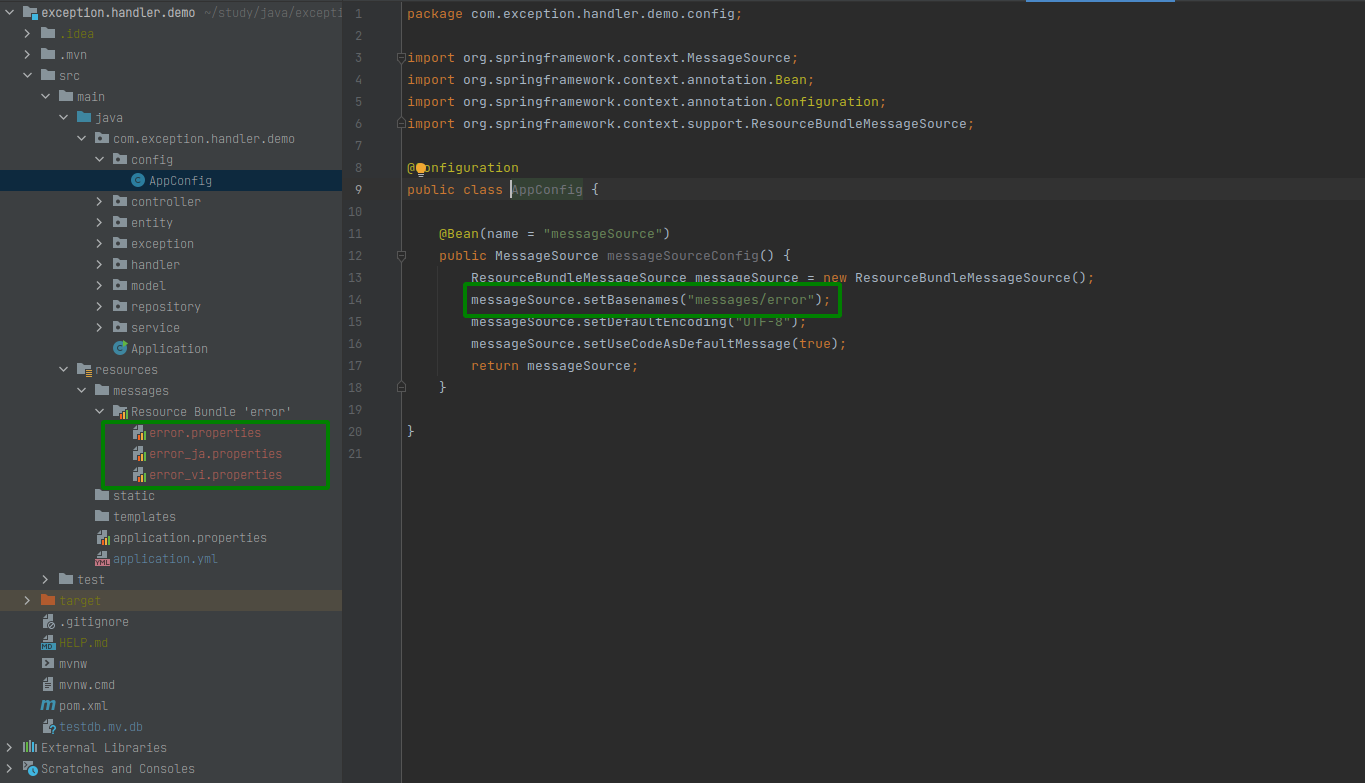 exception.handler.demo ~/study/java/excepti
.idea
.mvn
src
main
java
com.exception.handler.demo
config
AppConfig
controller
entity
exception
handler
model
repository
service
Application
resources
messages
Resource Bundle 'error'
error.properties
error_ja.properties
error_vi.properties
static
templates
application.properties
application.yml
test
target
.gitignore
HELP.md
mvnw
mvnw.cmd
pom.xml
testdb.mv.db
External Libraries
Scratches and Consoles
1 package com.exception.handler.demo.config;
2
3 import org.springframework.context.MessageSource;
4 import org.springframework.context.annotation.Bean;
5 import org.springframework.context.annotation.Configuration;
6 import org.springframework.context.support.ResourceBundleMessageSource;
7
8 @Configuration
9 public class AppConfig {
10
11 @Bean(name = "messageSource")
12 public MessageSource messageSourceConfig() {
13 ResourceBundleMessageSource messageSource = new ResourceBundleMessageSource();
14 messageSource.setBasenames("messages/error");
15 messageSource.setDefaultEncoding("UTF-8");
16 messageSource.setUseCodeAsDefaultMessage(true);
17 return messageSource;
18 }
19
20 }
21